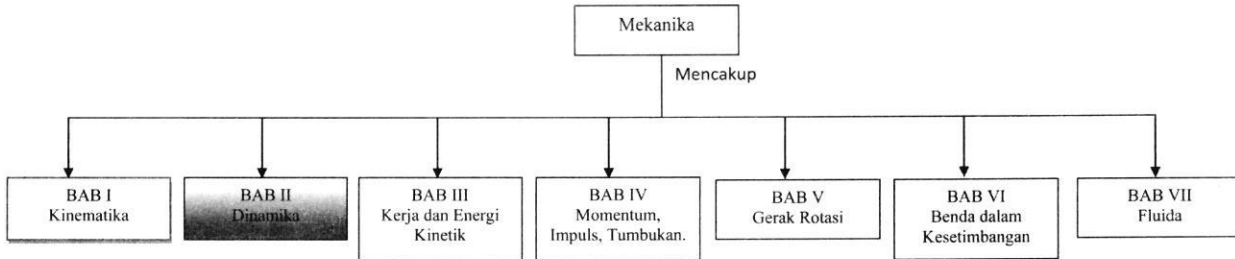 Mekanika
Mencakup
BAB I
Kinematika
BAB II
Dinamika
BAB III
Kerja dan Energi
Kinetik
BAB IV
Momentum,
Impuls, Tumbukan.
BAB V
Gerak Rotasi
BAB VI
Benda dalam
Kesetimbangan
BAB VII
Fluida